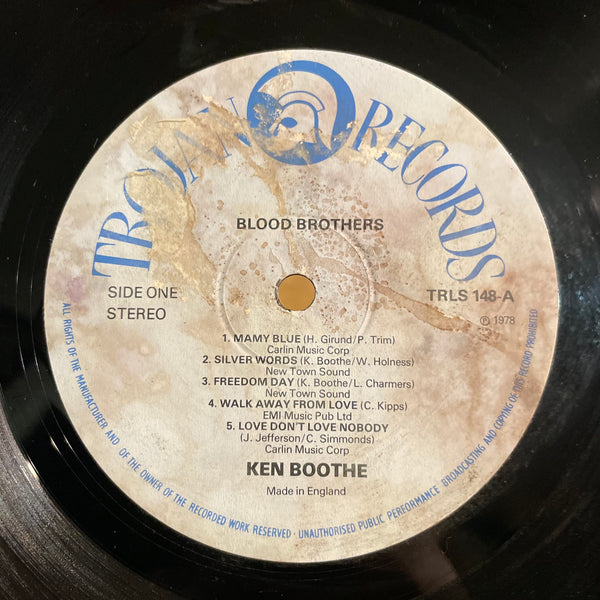 TROJAN RECORDS
BLOOD BROTHERS
SIDE ONE
STEREO
TRLS 148-A
Ⓟ 1978
1. MAMY BLUE (H. Girund/P. Trim)
Carlin Music Corp
2. SILVER WORDS (K. Boothe/W. Holness)
New Town Sound
3. FREEDOM DAY (K. Boothe/L. Charmers)
New Town Sound
4. WALK AWAY FROM LOVE (C. Kipps)
EMI Music Pub Ltd
5. LOVE DON'T LOVE NOBODY
(J. Jefferson/C. Simmonds)
Carlin Music Corp
KEN BOOTHE
Made in England
ALL RIGHTS OF THE MANUFACTURER AND OF THE OWNER OF THE RECORDED WORK RESERVED · UNAUTHORISED PUBLIC PERFORMANCE BROADCASTING AND COPYING OF THIS RECORD PROHIBITED